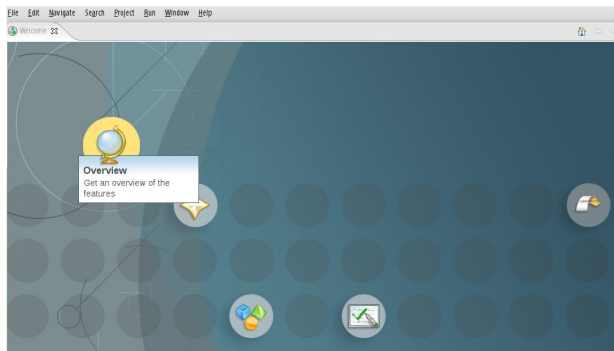 File Edit Navigate Search Project Run Window Help
Welcome
Overview
Get an overview of the
features